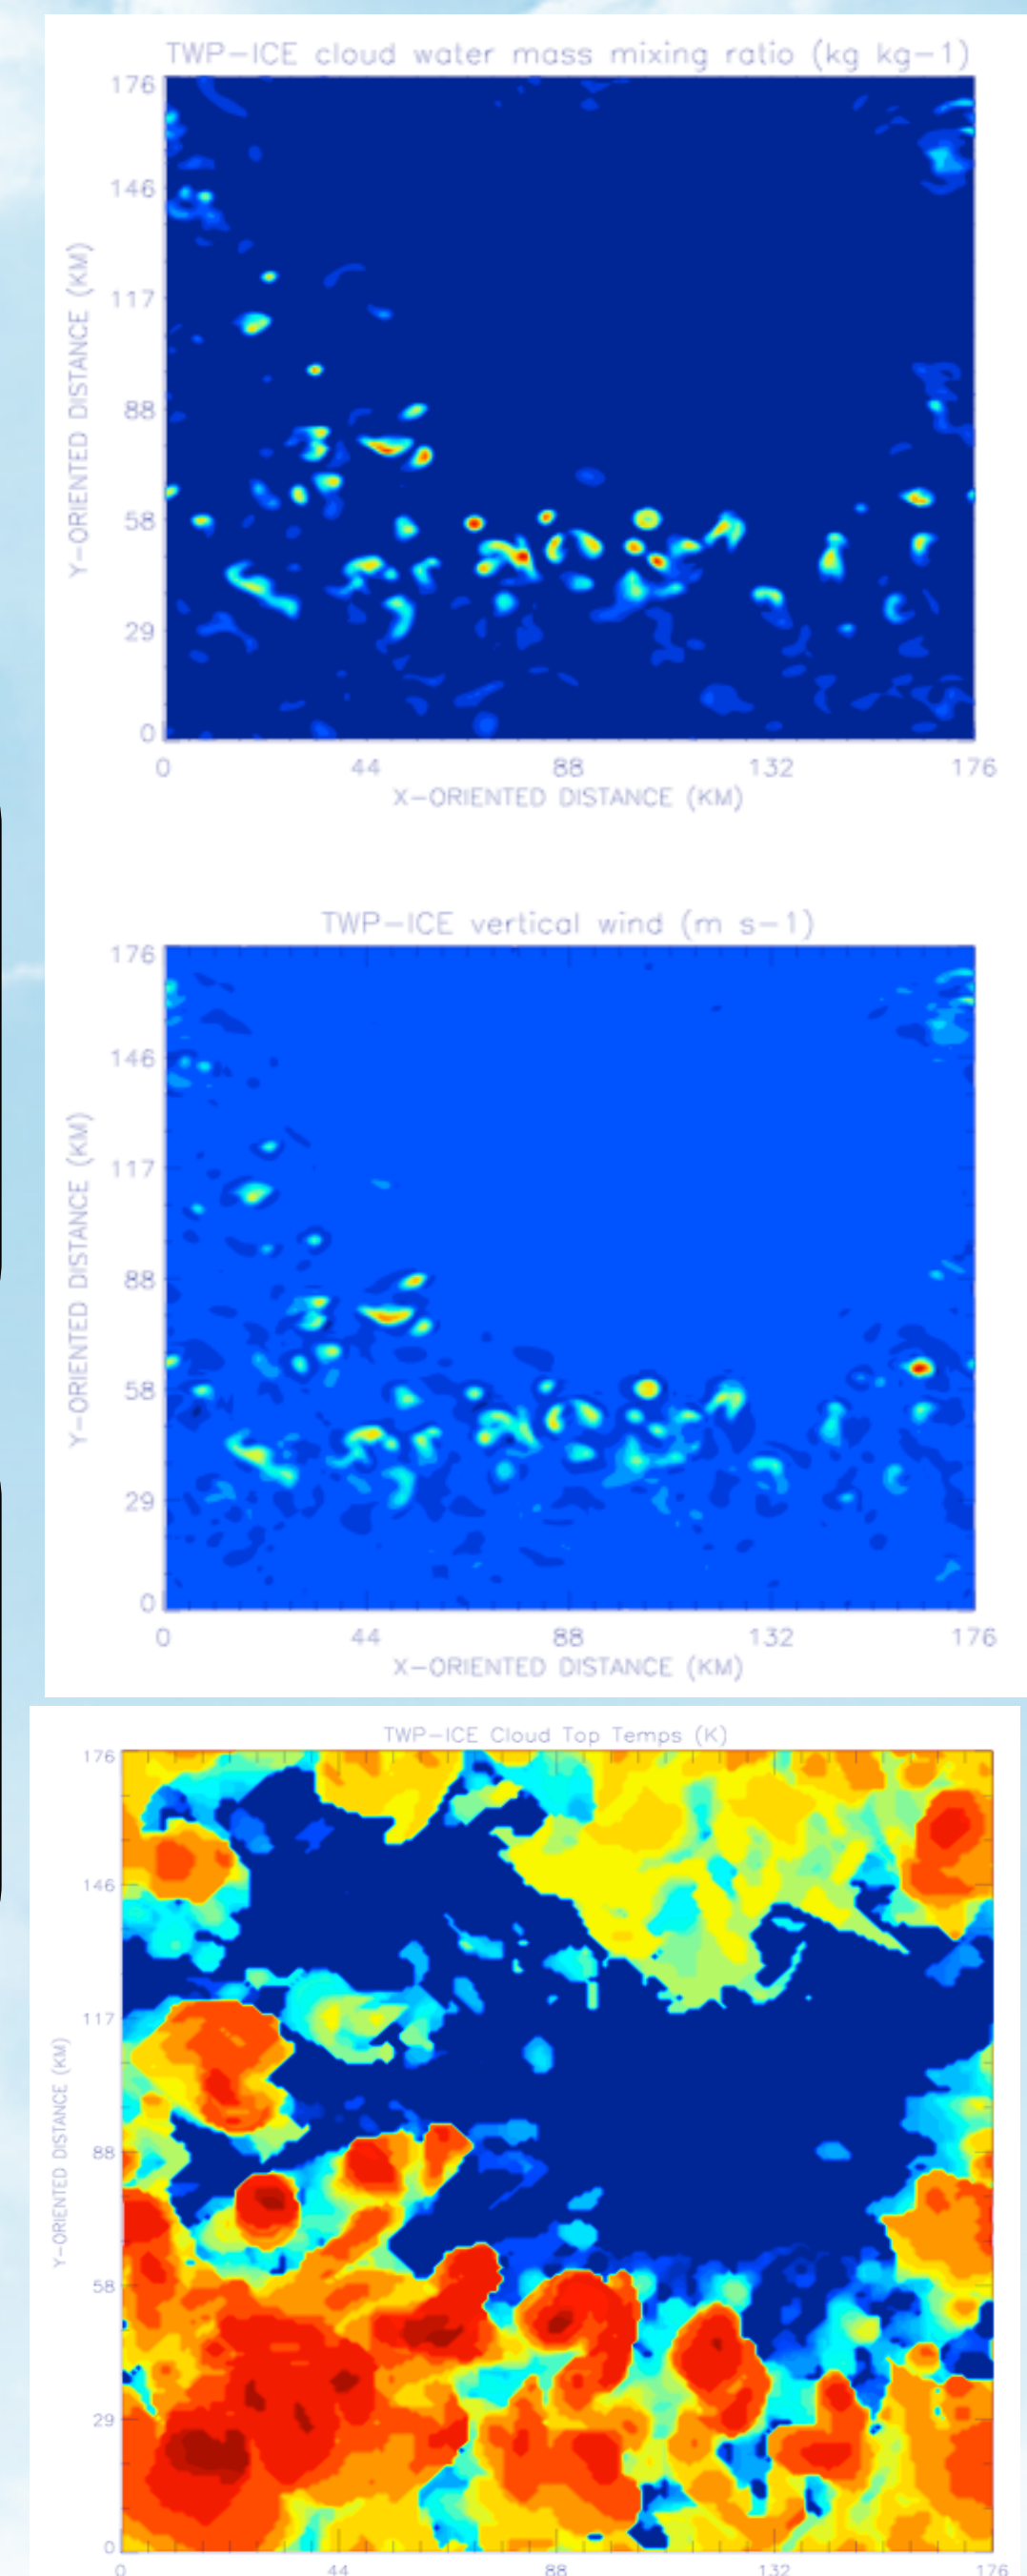 TWP-ICE cloud water mass mixing ratio (kg kg-1)
176
146
117
88
58
29
0
Y-ORIENTED DISTANCE (KM)
0 44 88 132 176
X-ORIENTED DISTANCE (KM)
TWP-ICE vertical wind (m s-1)
176
146
117
88
58
29
0
Y-ORIENTED DISTANCE (KM)
0 44 88 132 176
X-ORIENTED DISTANCE (KM)
TWP-ICE Cloud Top Temps (K)
176
146
117
88
58
29
0
Y-ORIENTED DISTANCE (KM)
0 44 88 132 176